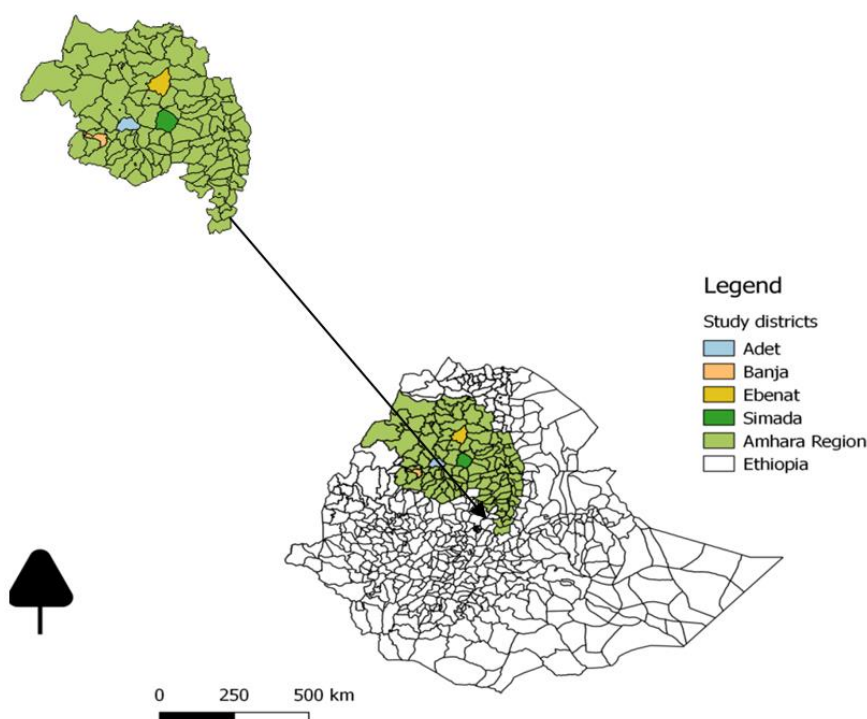 Legend
Study districts
Adet
Banja
Ebenat
Simada
Amhara Region
Ethiopia
0 250 500 km